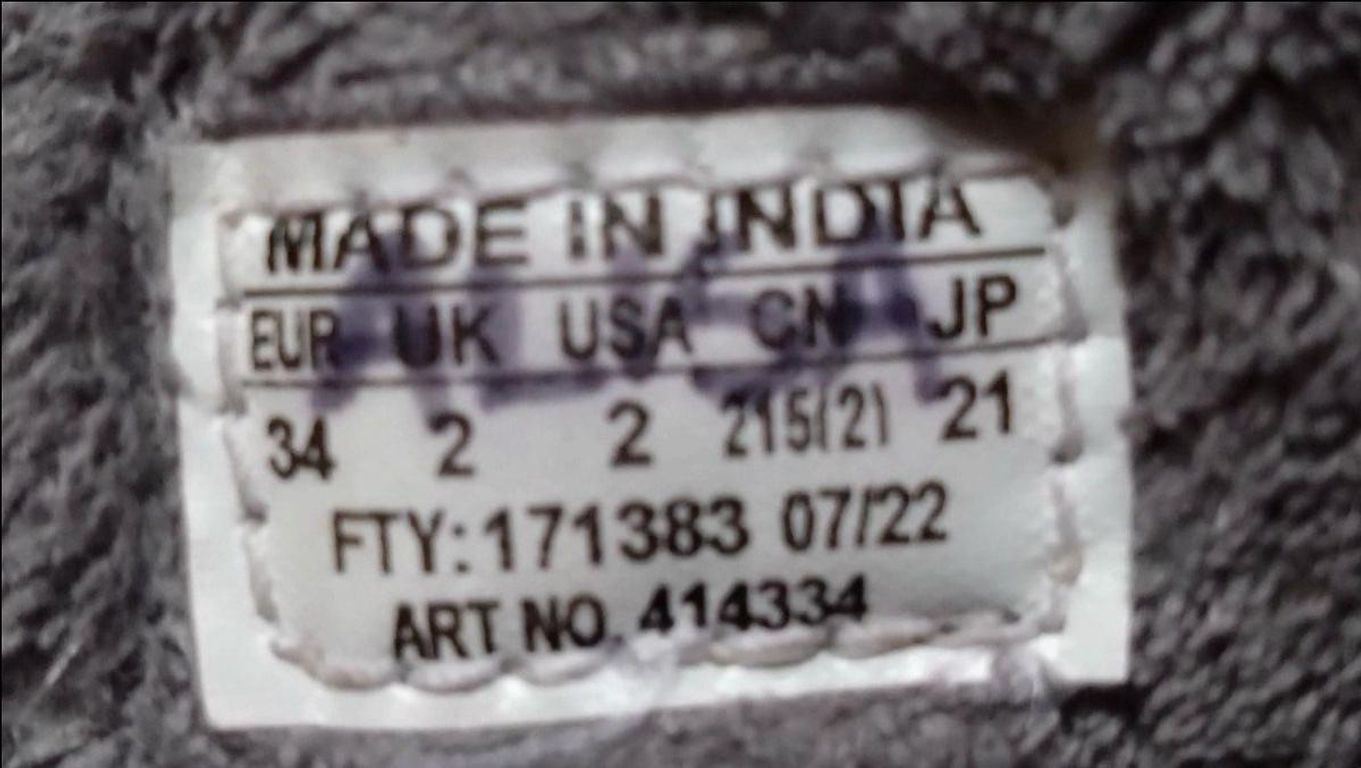 MADE IN INDIA
EUR UK USA CN JP
34 2 2 215(21) 21
FTY: 171383 07/22
ART NO. 414334